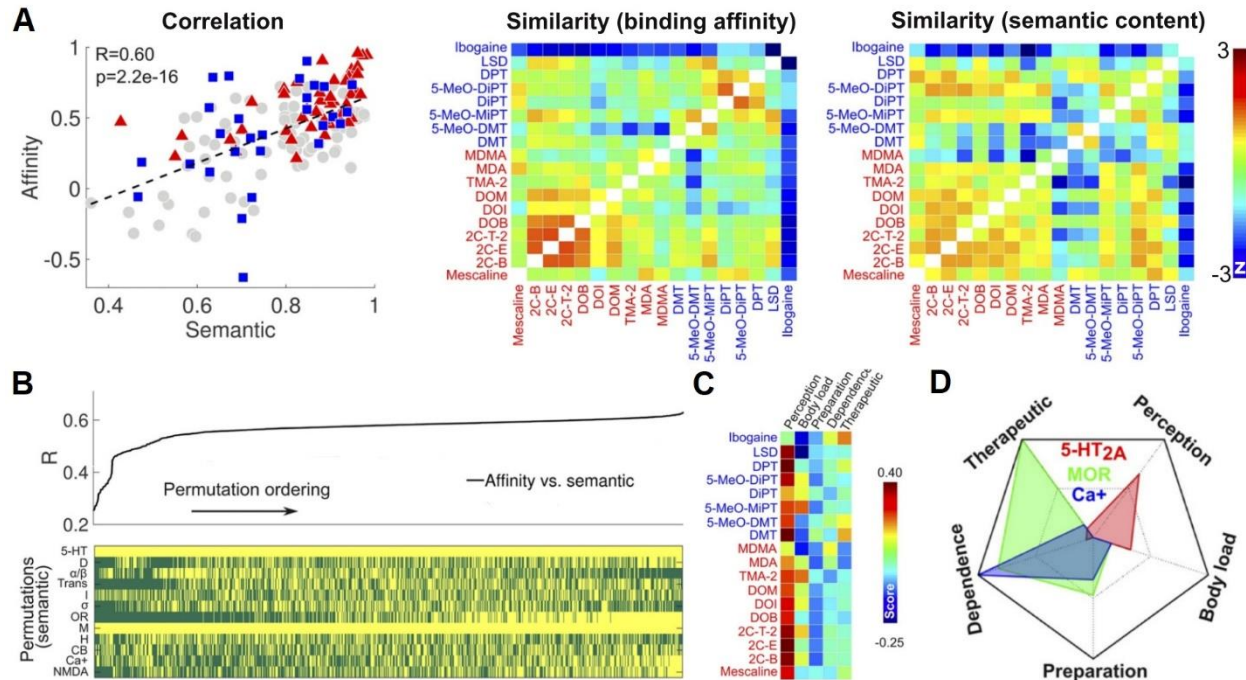 A
Correlation
R=0.60
p=2.2e-16
1
0.5
0
-0.5
Affinity
0.4
0.6
0.8
1
Semantic
Similarity (binding affinity)
Ibogaine
LSD
DPT
5-MeO-DiPT
DiPT
5-MeO-MiPT
5-MeO-DMT
DMT
MDMA
MDA
TMA-2
DOM
DOI
DOB
2C-T-2
2C-E
2C-B
Mescaline
Mescaline
2C-B
2C-E
2C-T-2
DOB
DOI
DOM
TMA-2
MDA
MDMA
DMT
5-MeO-DMT
5-MeO-MiPT
DiPT
5-MeO-DiPT
DPT
LSD
Ibogaine
Similarity (semantic content)
Ibogaine
LSD
DPT
5-MeO-DiPT
DiPT
5-MeO-MiPT
5-MeO-DMT
DMT
MDMA
MDA
TMA-2
DOM
DOI
DOB
2C-T-2
2C-E
2C-B
Mescaline
Mescaline
2C-B
2C-E
2C-T-2
DOB
DOI
DOM
TMA-2
MDA
MDMA
DMT
5-MeO-DMT
5-MeO-MiPT
DiPT
5-MeO-DiPT
DPT
LSD
Ibogaine
3
-3
Z
B
0.6
0.4
0.2
R
Affinity vs. semantic
Permutation ordering
Permutations
(semantic)
5-HT
D
α/β
Trans
I
σ
OR
M
H
CB
Ca+
NMDA
C
Perception
Body load
Preparation
Dependence
Therapeutic
Ibogaine
LSD
DPT
5-MeO-DiPT
DiPT
5-MeO-MiPT
5-MeO-DMT
DMT
MDMA
MDA
TMA-2
DOM
DOI
DOB
2C-T-2
2C-E
2C-B
Mescaline
0.40
Score
-0.25
D
Therapeutic
Perception
5-HT2A
MOR
Ca+
Dependence
Body load
Preparation